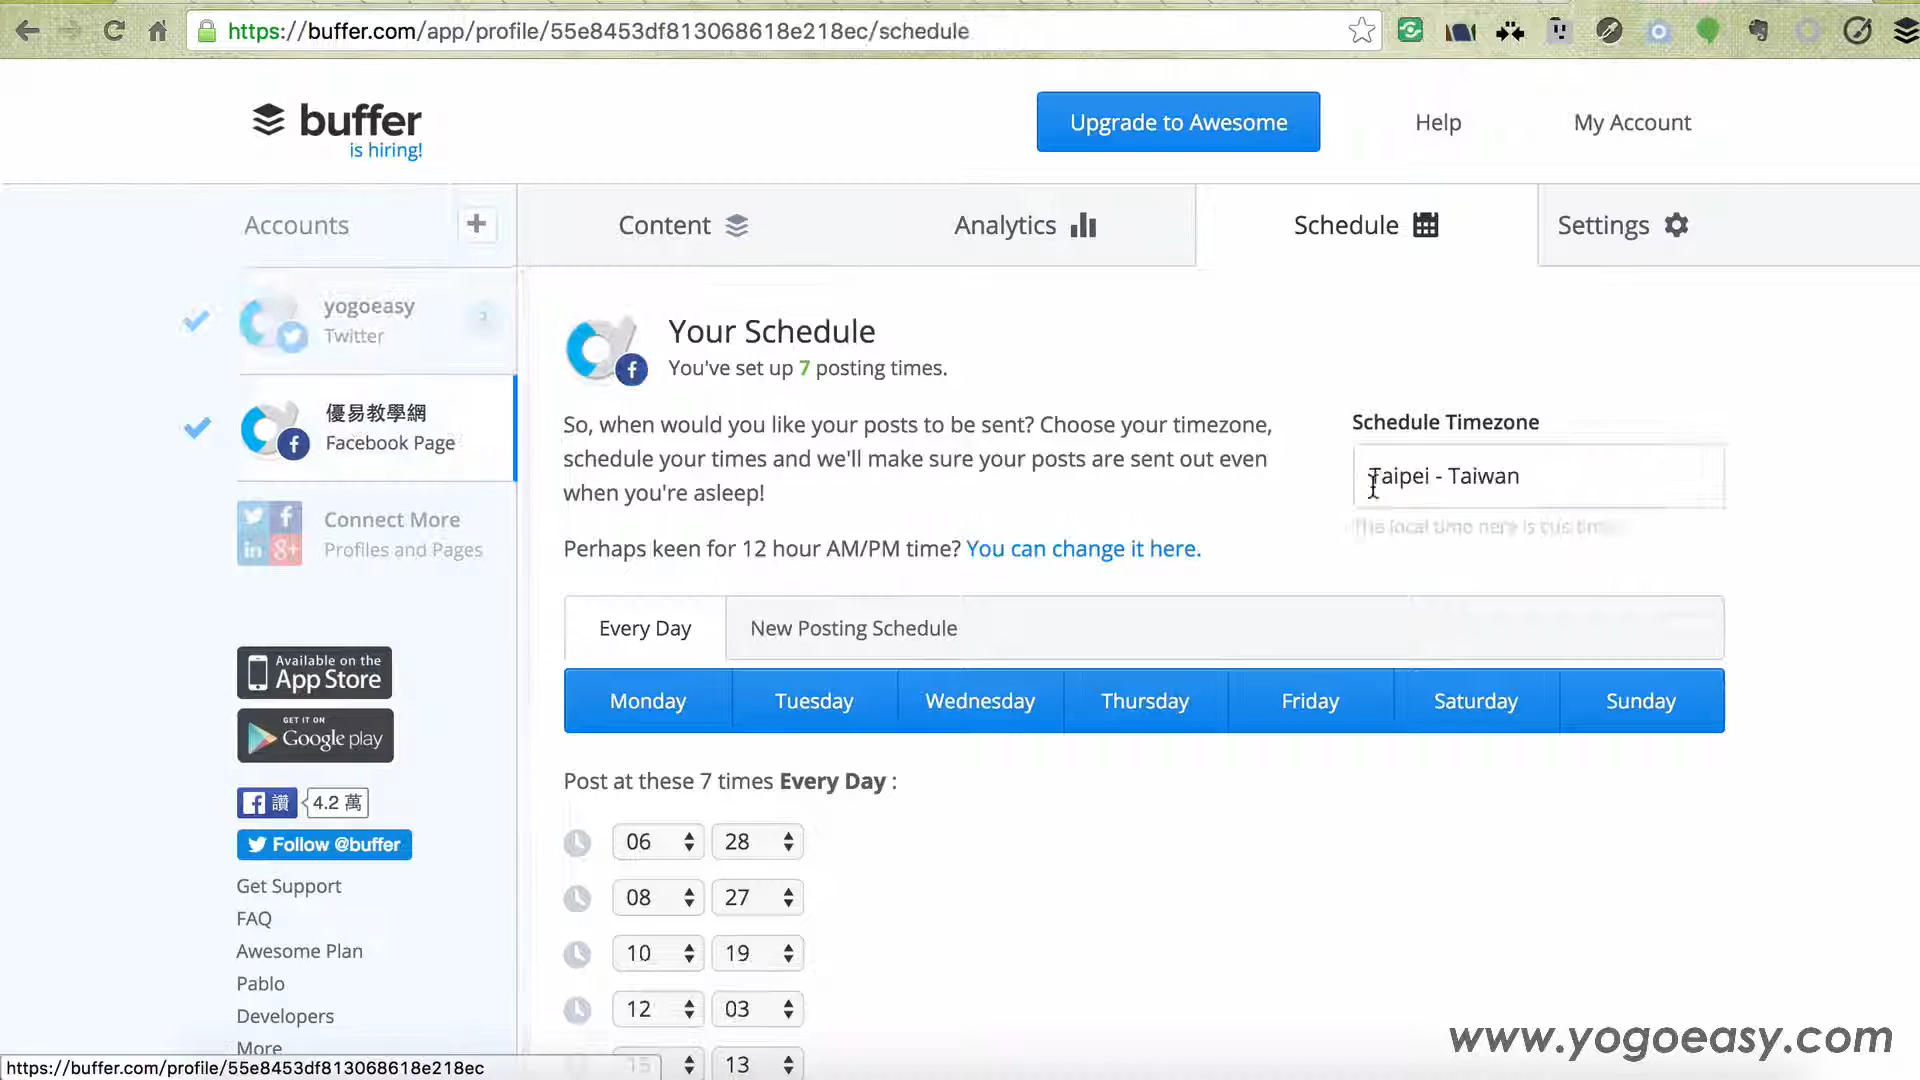 https://buffer.com/app/profile/55e8453df813068618e218ec/schedule
buffer
is hiring!
Upgrade to Awesome
Help
My Account
Accounts
Content
Analytics
Schedule
Settings
yogoeasy
Twitter
3
優易教學網
Facebook Page
Connect More
Profiles and Pages
Your Schedule
You've set up 7 posting times.
So, when would you like your posts to be sent? Choose your timezone,
schedule your times and we'll make sure your posts are sent out even
when you're asleep!
Schedule Timezone
Taipei - Taiwan
Perhaps keen for 12 hour AM/PM time? You can change it here.
Every Day
New Posting Schedule
Monday
Tuesday
Wednesday
Thursday
Friday
Saturday
Sunday
Post at these 7 times Every Day :
06 28
08 27
10 19
12 03
15 13
Available on the
App Store
GET IT ON
Google play
讚
4.2 萬
Follow @buffer
Get Support
FAQ
Awesome Plan
Pablo
Developers
More
https://buffer.com/profile/55e8453df813068618e218ec
www.yogoeasy.com